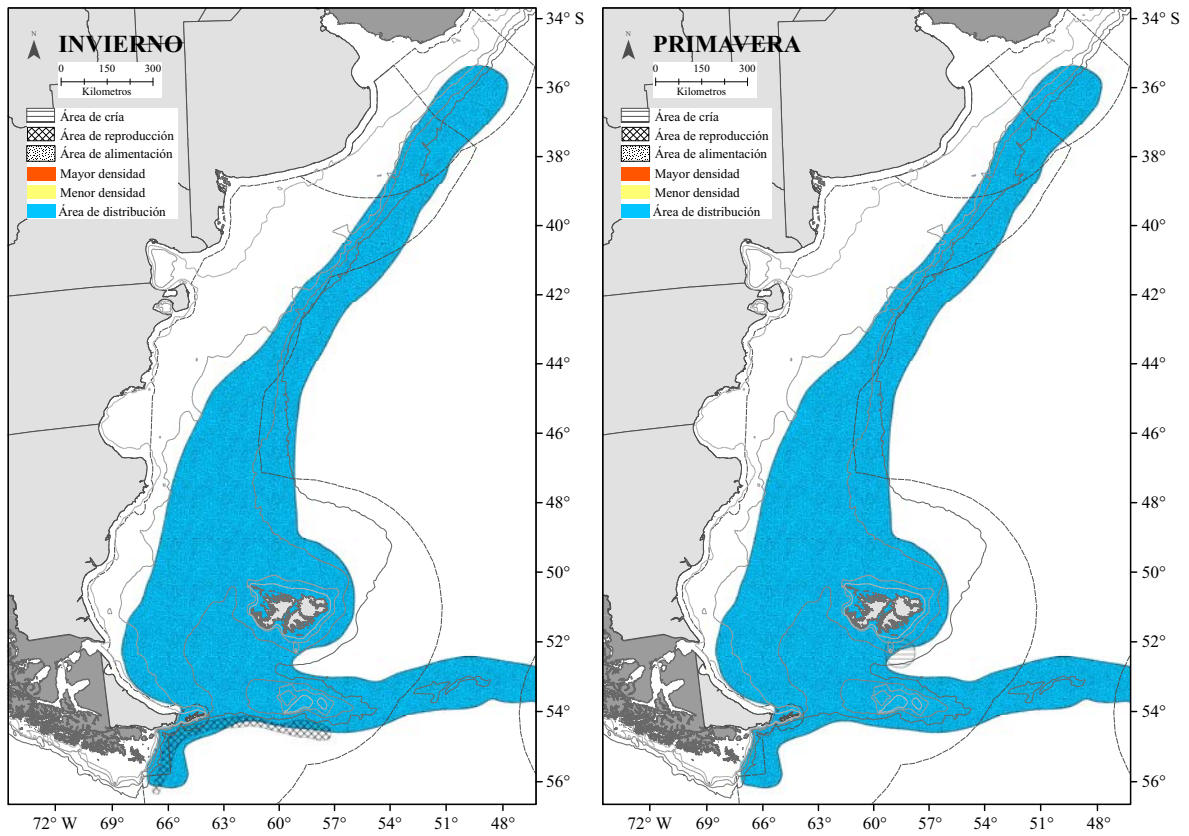 N
INVIERNO
0 150 300
Kilometros
Área de cría
Área de reproducción
Área de alimentación
Mayor densidad
Menor densidad
Área de distribución
72° W 69° 66° 63° 60° 57° 54° 51° 48°
N
PRIMAVERA
0 150 300
Kilometros
Área de cría
Área de reproducción
Área de alimentación
Mayor densidad
Menor densidad
Área de distribución
72° W 69° 66° 63° 60° 57° 54° 51° 48°
34° S
36°
38°
40°
42°
44°
46°
48°
50°
52°
54°
56°
34° S
36°
38°
40°
42°
44°
46°
48°
50°
52°
54°
56°